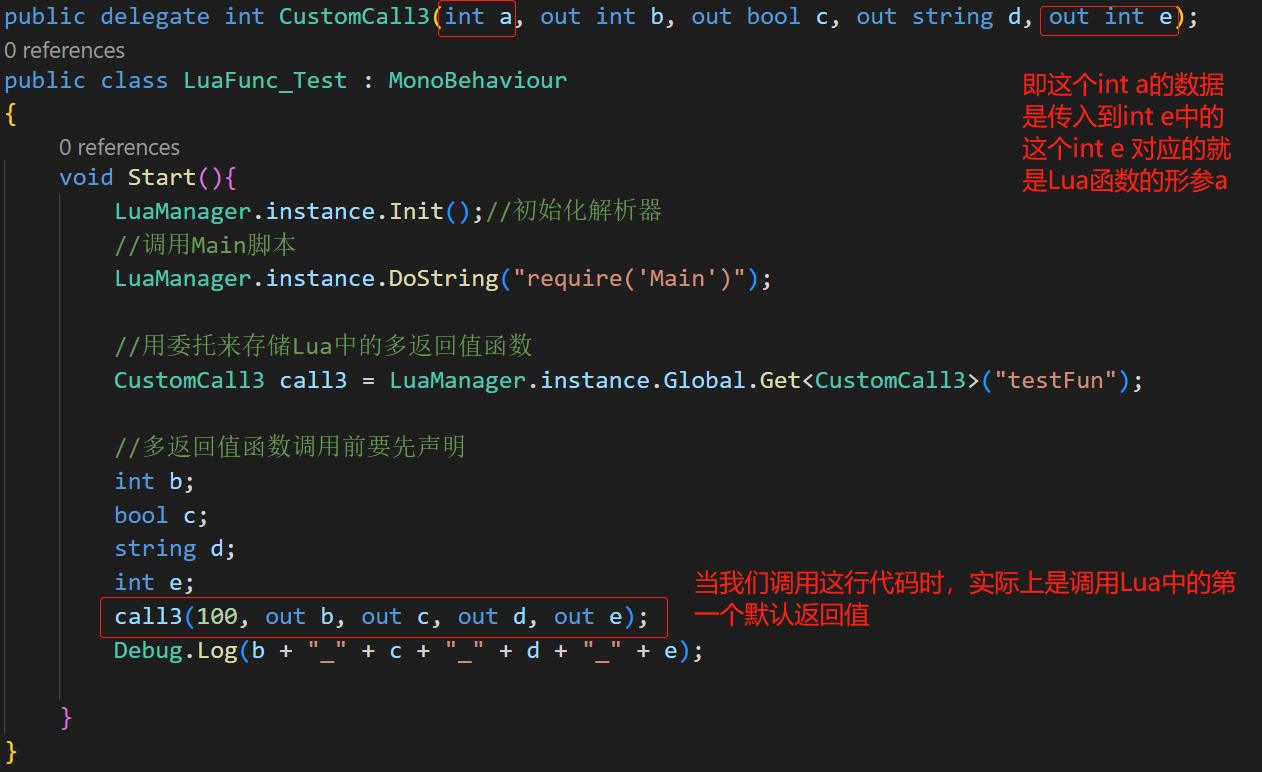 public delegate int CustomCall3(int a, out int b, out bool c, out string d, out int e);
0 references
public class LuaFunc_Test : MonoBehaviour
{
即这个int a的数据
是传入到int e中的
这个int e 对应的就
是Lua函数的形参a
0 references
void Start(){
LuaManager.instance.Init();//初始化解析器
//调用Main脚本
LuaManager.instance.DoString("require('Main')");
//用委托来存储Lua中的多返回值函数
CustomCall3 call3 = LuaManager.instance.Global.Get<CustomCall3>("testFun");
//多返回值函数调用前要先声明
int b;
bool c;
string d;
int e;
当我们调用这行代码时，实际上是调用Lua中的第
一个默认返回值
call3(100, out b, out c, out d, out e);
Debug.Log(b + "_" + c + "_" + d + "_" + e);
}
}